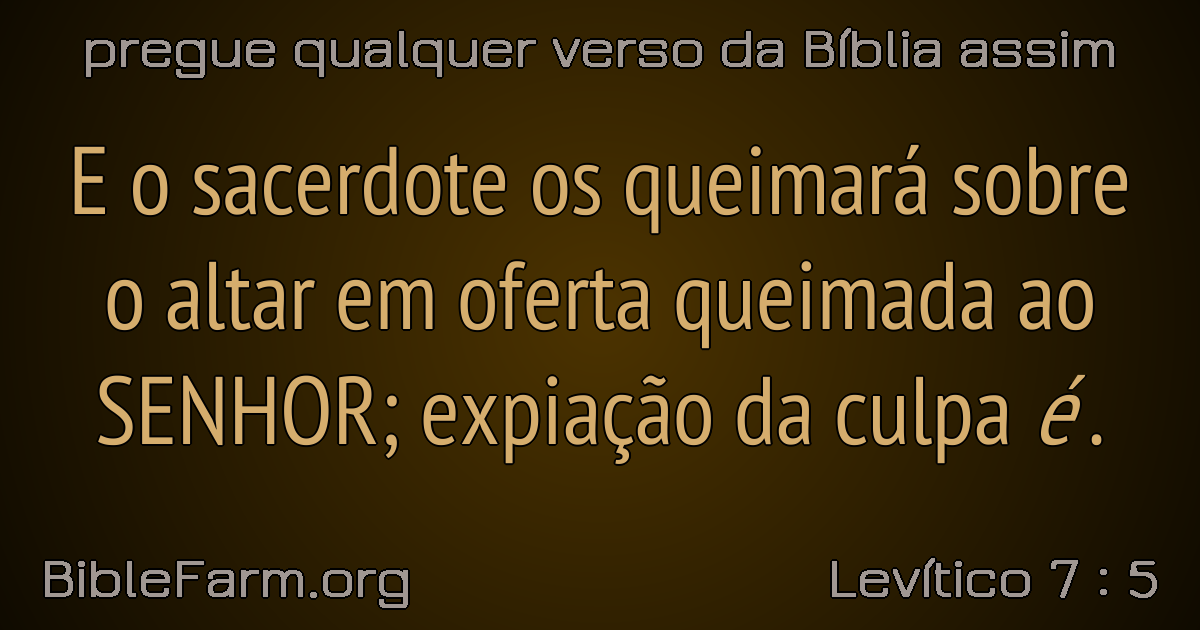 pregue qualquer verso da Bíblia assim
E o sacerdote os queimará sobre
o altar em oferta queimada ao
SENHOR; expiação da culpa é.
BibleFarm.org
Levítico 7 : 5